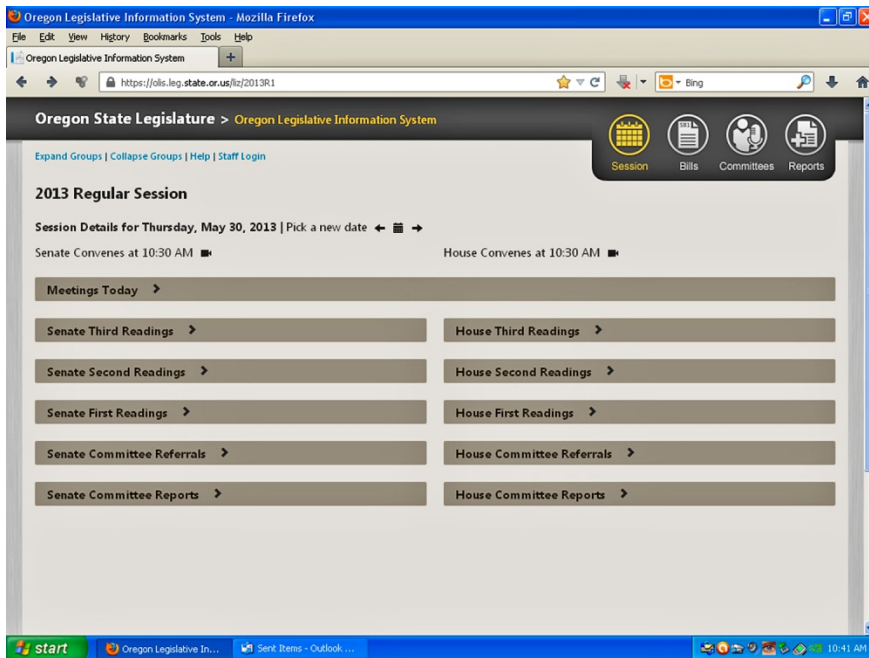 Oregon Legislative Information System - Mozilla Firefox
File Edit View History Bookmarks Tools Help
Oregon Legislative Information System +
https://olis.leg.state.or.us/liz/2013R1
Bing
Oregon State Legislature > Oregon Legislative Information System
Session Bills Committees Reports
Expand Groups | Collapse Groups | Help | Staff Login
2013 Regular Session
Session Details for Thursday, May 30, 2013 | Pick a new date
Senate Convenes at 10:30 AM
House Convenes at 10:30 AM
Meetings Today
Senate Third Readings
House Third Readings
Senate Second Readings
House Second Readings
Senate First Readings
House First Readings
Senate Committee Referrals
House Committee Referrals
Senate Committee Reports
House Committee Reports
start
Oregon Legislative In...
Sent Items - Outlook ...
10:41 AM